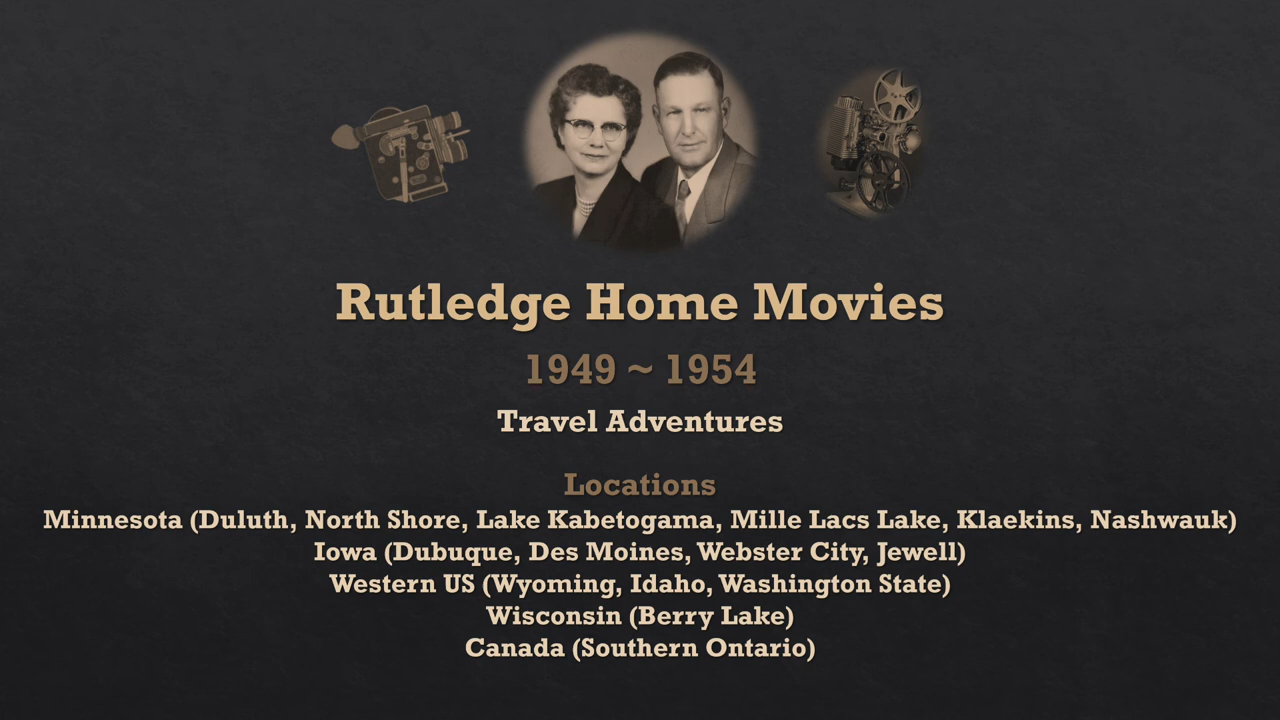 Rutledge Home Movies
1949 ~ 1954
Travel Adventures
Locations
Minnesota (Duluth, North Shore, Lake Kabetogama, Mille Lacs Lake, Klaekins, Nashwauk)
Iowa (Dubuque, Des Moines, Webster City, Jewell)
Western US (Wyoming, Idaho, Washington State)
Wisconsin (Berry Lake)
Canada (Southern Ontario)